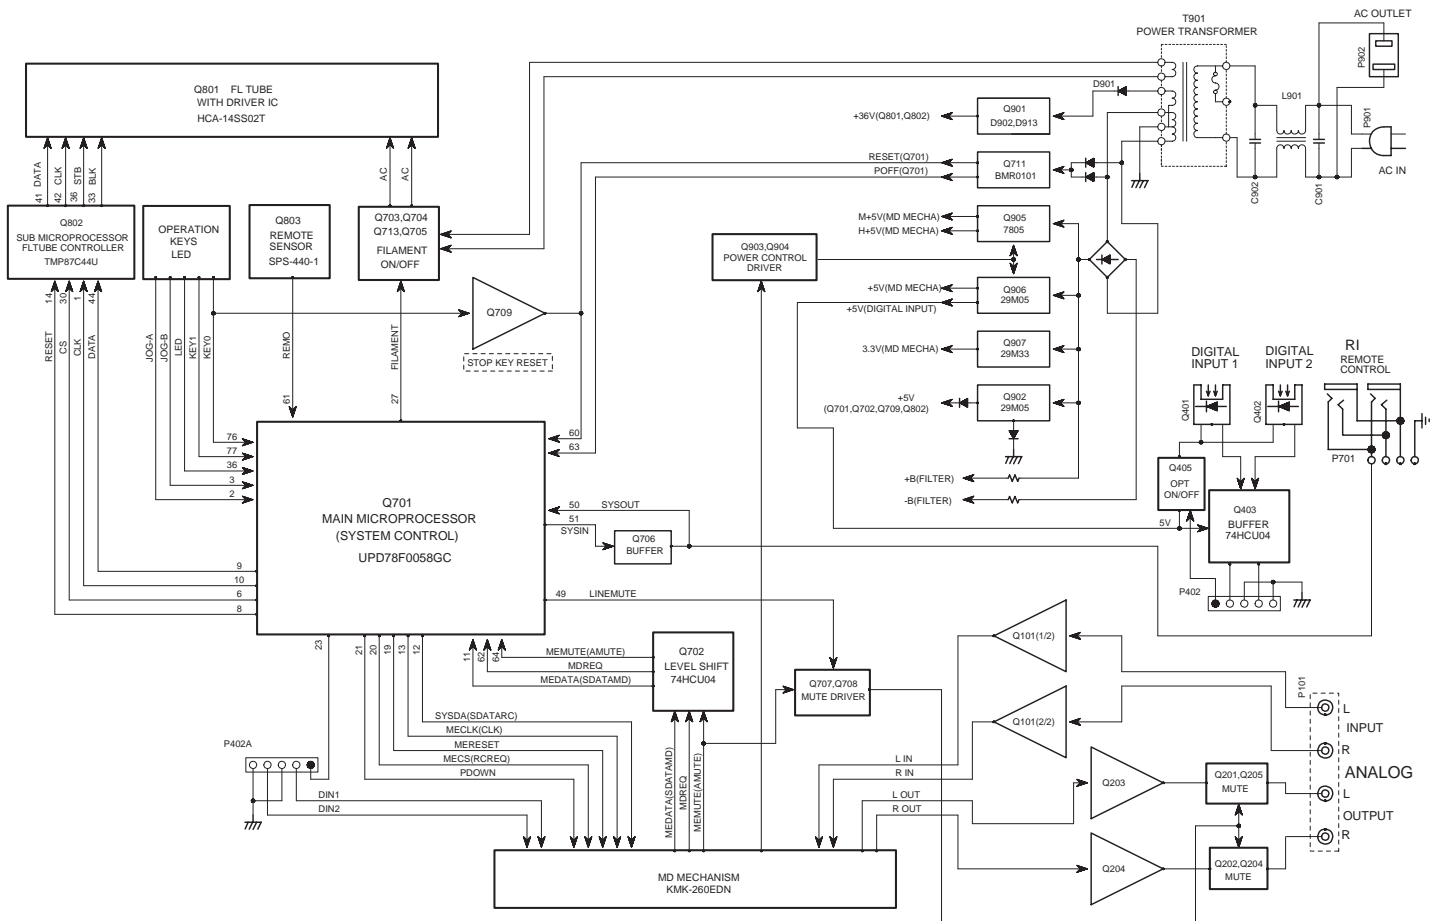 T901
POWER TRANSFORMER
AC OUTLET
P902
L901
P901
AC IN
C902
C901
D901
Q801 FL TUBE
WITH DRIVER IC
HCA-14SS02T
+36V(Q801,Q802)
Q901
D902,D913
RESET(Q701)
POFF(Q701)
Q711
BMR0101
41 DATA
42 CLK
36 STB
33 BLK
AC
AC
Q802
SUB MICROPROCESSOR
FLTUBE CONTROLLER
TMP87C44U
OPERATION
KEYS
LED
Q803
REMOTE
SENSOR
SPS-440-1
Q703,Q704
Q713,Q705
FILAMENT
ON/OFF
M+5V(MD MECHA)
H+5V(MD MECHA)
Q905
7805
Q903,Q904
POWER CONTROL
DRIVER
+5V(MD MECHA)
+5V(DIGITAL INPUT)
Q906
29M05
3.3V(MD MECHA)
Q907
29M33
+5V
(Q701,Q702,Q709,Q802)
Q902
29M05
+B(FILTER)
-B(FILTER)
Q709
STOP KEY RESET
14
30
1
44
RESET
CS
CLK
DATA
JOG-A
JOG-B
LED
KEY1
KEY0
REMO
61
FILAMENT
27
DIGITAL
INPUT 1
DIGITAL
INPUT 2
RI
REMOTE
CONTROL
Q401
Q402
P701
Q405
OPT
ON/OFF
Q403
BUFFER
74HCU04
5V
P402
76
77
36
3
2
60
63
Q701
MAIN MICROPROCESSOR
(SYSTEM CONTROL)
UPD78F0058GC
50 SYSOUT
51
SYSIN
Q706
BUFFER
9
10
6
8
49 LINEMUTE
23
21
20
19
13
12
11
62
64
MEMUTE(AMUTE)
MDREQ
MEDATA(SDATAMD)
Q702
LEVEL SHIFT
74HCU04
Q707,Q708
MUTE DRIVER
Q101(1/2)
Q101(2/2)
SYSDA(SDATARC)
MECLK(CLK)
MERESET
MECS(RCREQ)
PDOWN
P402A
DIN1
DIN2
MEDATA(SDATAMD)
MDREQ
MEMUTE(AMUTE)
L IN
R IN
L OUT
R OUT
Q203
Q204
Q201,Q205
MUTE
Q202,Q204
MUTE
P101
L
INPUT
R
ANALOG
L
OUTPUT
R
MD MECHANISM
KMK-260EDN